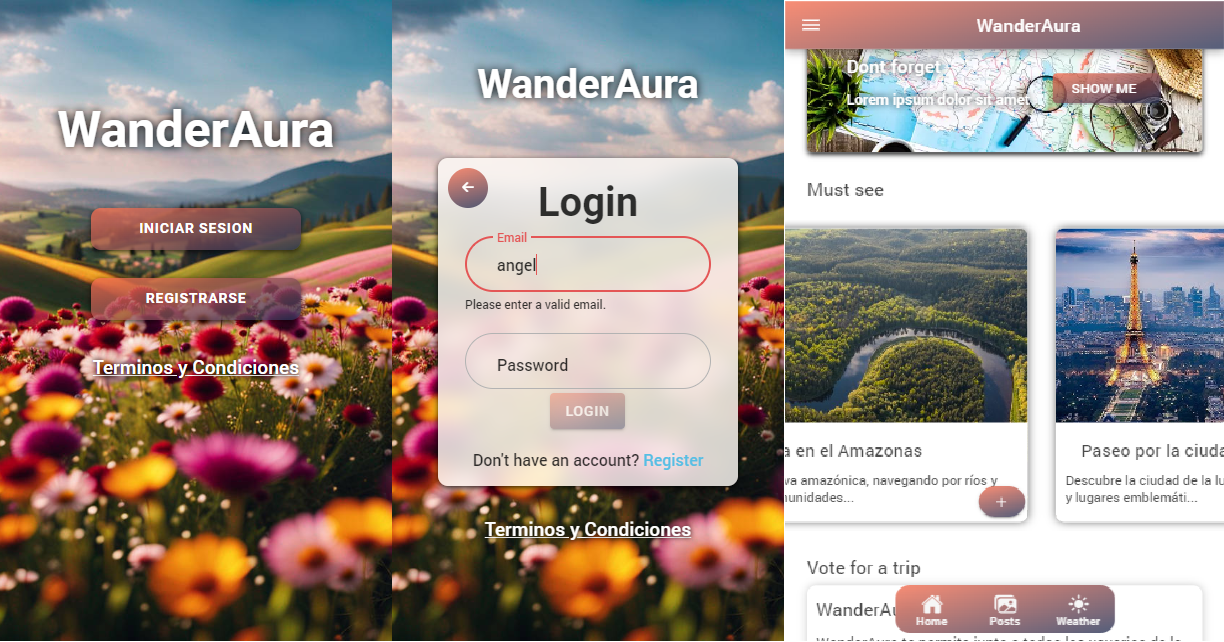 WanderAura
INICIAR SESION
REGISTRARSE
Terminos y Condiciones
WanderAura
Login
Email
angel
Please enter a valid email.
Password
LOGIN
Don't have an account? Register
Terminos y Condiciones
WanderAura
Dont forget
Lorem ipsum dolor sit amet
SHOW ME
Must see
a en el Amazonas
va amazónica, navegando por ríos y
unidades...
+
Paseo por la ciuda
Descubre la ciudad de la lu
y lugares emblemáti...
Vote for a trip
WanderAu
Home
Posts
Weather